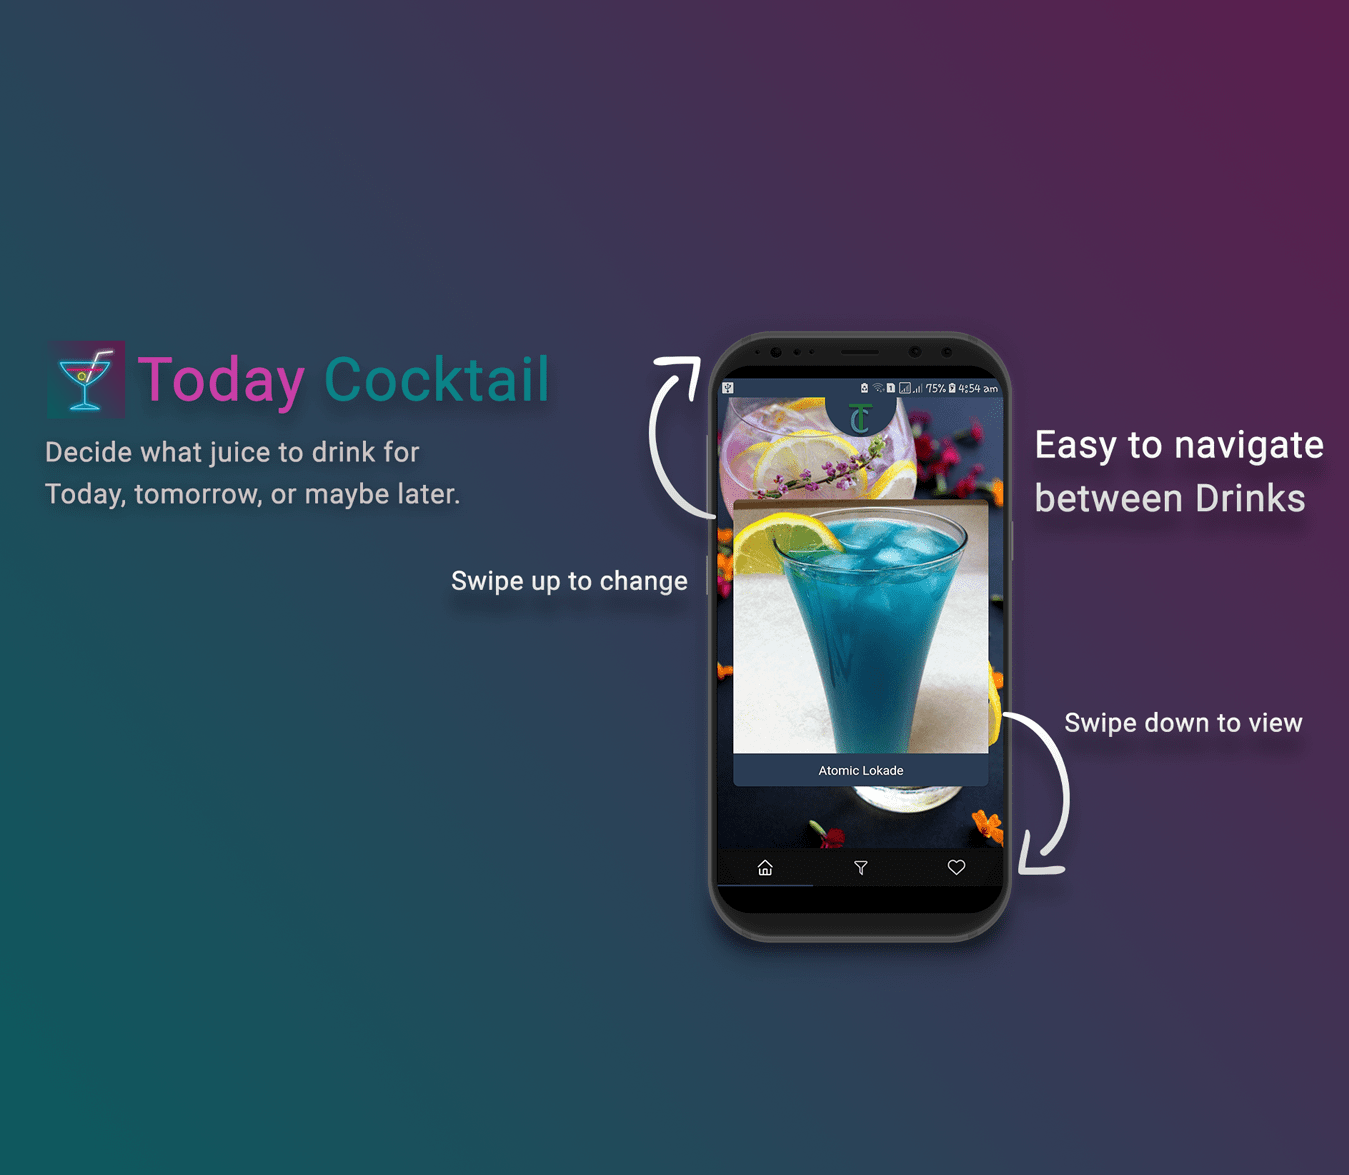 Today Cocktail
Decide what juice to drink for
Today, tomorrow, or maybe later.
Swipe up to change
75% 4:54 am
TC
Atomic Lokade
Easy to navigate
between Drinks
Swipe down to view